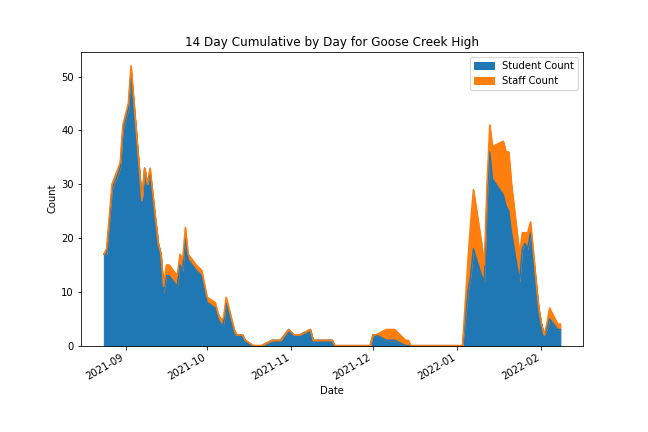 14 Day Cumulative by Day for Goose Creek High
Student Count
Staff Count
Count
50
40
30
20
10
0
2021-09
2021-10
2021-11
2021-12
2022-01
2022-02
Date